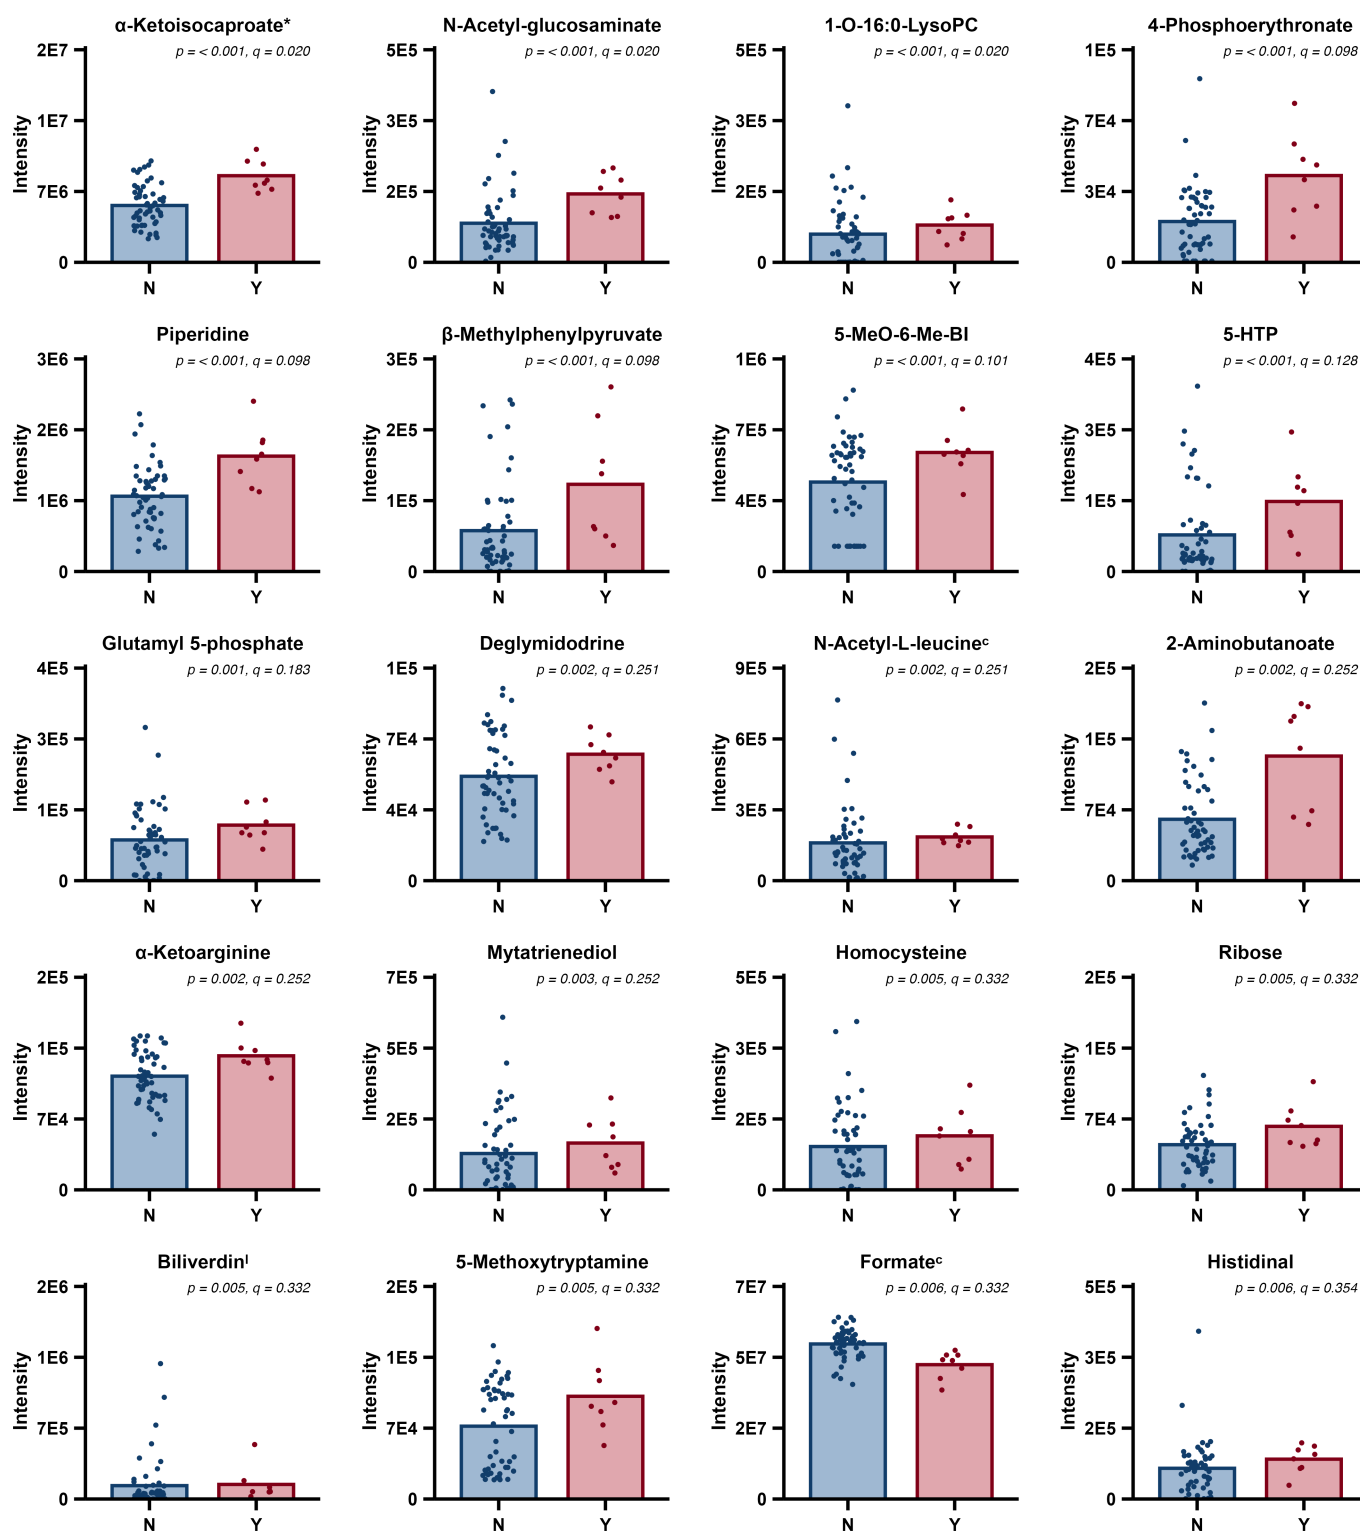 α-Ketoisocaproate*
p = < 0.001, q = 0.020
2E7
1E7
7E6
0
Intensity
N Y
N-Acetyl-glucosaminate
p = < 0.001, q = 0.020
5E5
3E5
2E5
0
Intensity
N Y
1-O-16:0-LysoPC
p = < 0.001, q = 0.020
5E5
3E5
2E5
0
Intensity
N Y
4-Phosphoerythronate
p = < 0.001, q = 0.098
1E5
7E4
3E4
0
Intensity
N Y
Piperidine
p = < 0.001, q = 0.098
3E6
2E6
1E6
0
Intensity
N Y
β-Methylphenylpyruvate
p = < 0.001, q = 0.098
3E5
2E5
1E5
0
Intensity
N Y
5-MeO-6-Me-BI
p = < 0.001, q = 0.101
1E6
7E5
4E5
0
Intensity
N Y
5-HTP
p = < 0.001, q = 0.128
4E5
3E5
1E5
0
Intensity
N Y
Glutamyl 5-phosphate
p = 0.001, q = 0.183
4E5
3E5
1E5
0
Intensity
N Y
Deglymidodrine
p = 0.002, q = 0.251
1E5
7E4
4E4
0
Intensity
N Y
N-Acetyl-L-leucineᶜ
p = 0.002, q = 0.251
9E5
6E5
3E5
0
Intensity
N Y
2-Aminobutanoate
p = 0.002, q = 0.252
2E5
1E5
7E4
0
Intensity
N Y
α-Ketoarginine
p = 0.002, q = 0.252
2E5
1E5
7E4
0
Intensity
N Y
Mytatrienediol
p = 0.003, q = 0.252
7E5
5E5
2E5
0
Intensity
N Y
Homocysteine
p = 0.005, q = 0.332
5E5
3E5
2E5
0
Intensity
N Y
Ribose
p = 0.005, q = 0.332
2E5
1E5
7E4
0
Intensity
N Y
Biliverdinˡ
p = 0.005, q = 0.332
2E6
1E6
7E5
0
Intensity
N Y
5-Methoxytryptamine
p = 0.005, q = 0.332
2E5
1E5
7E4
0
Intensity
N Y
Formateᶜ
p = 0.006, q = 0.332
7E7
5E7
2E7
0
Intensity
N Y
Histidinal
p = 0.006, q = 0.354
5E5
3E5
2E5
0
Intensity
N Y